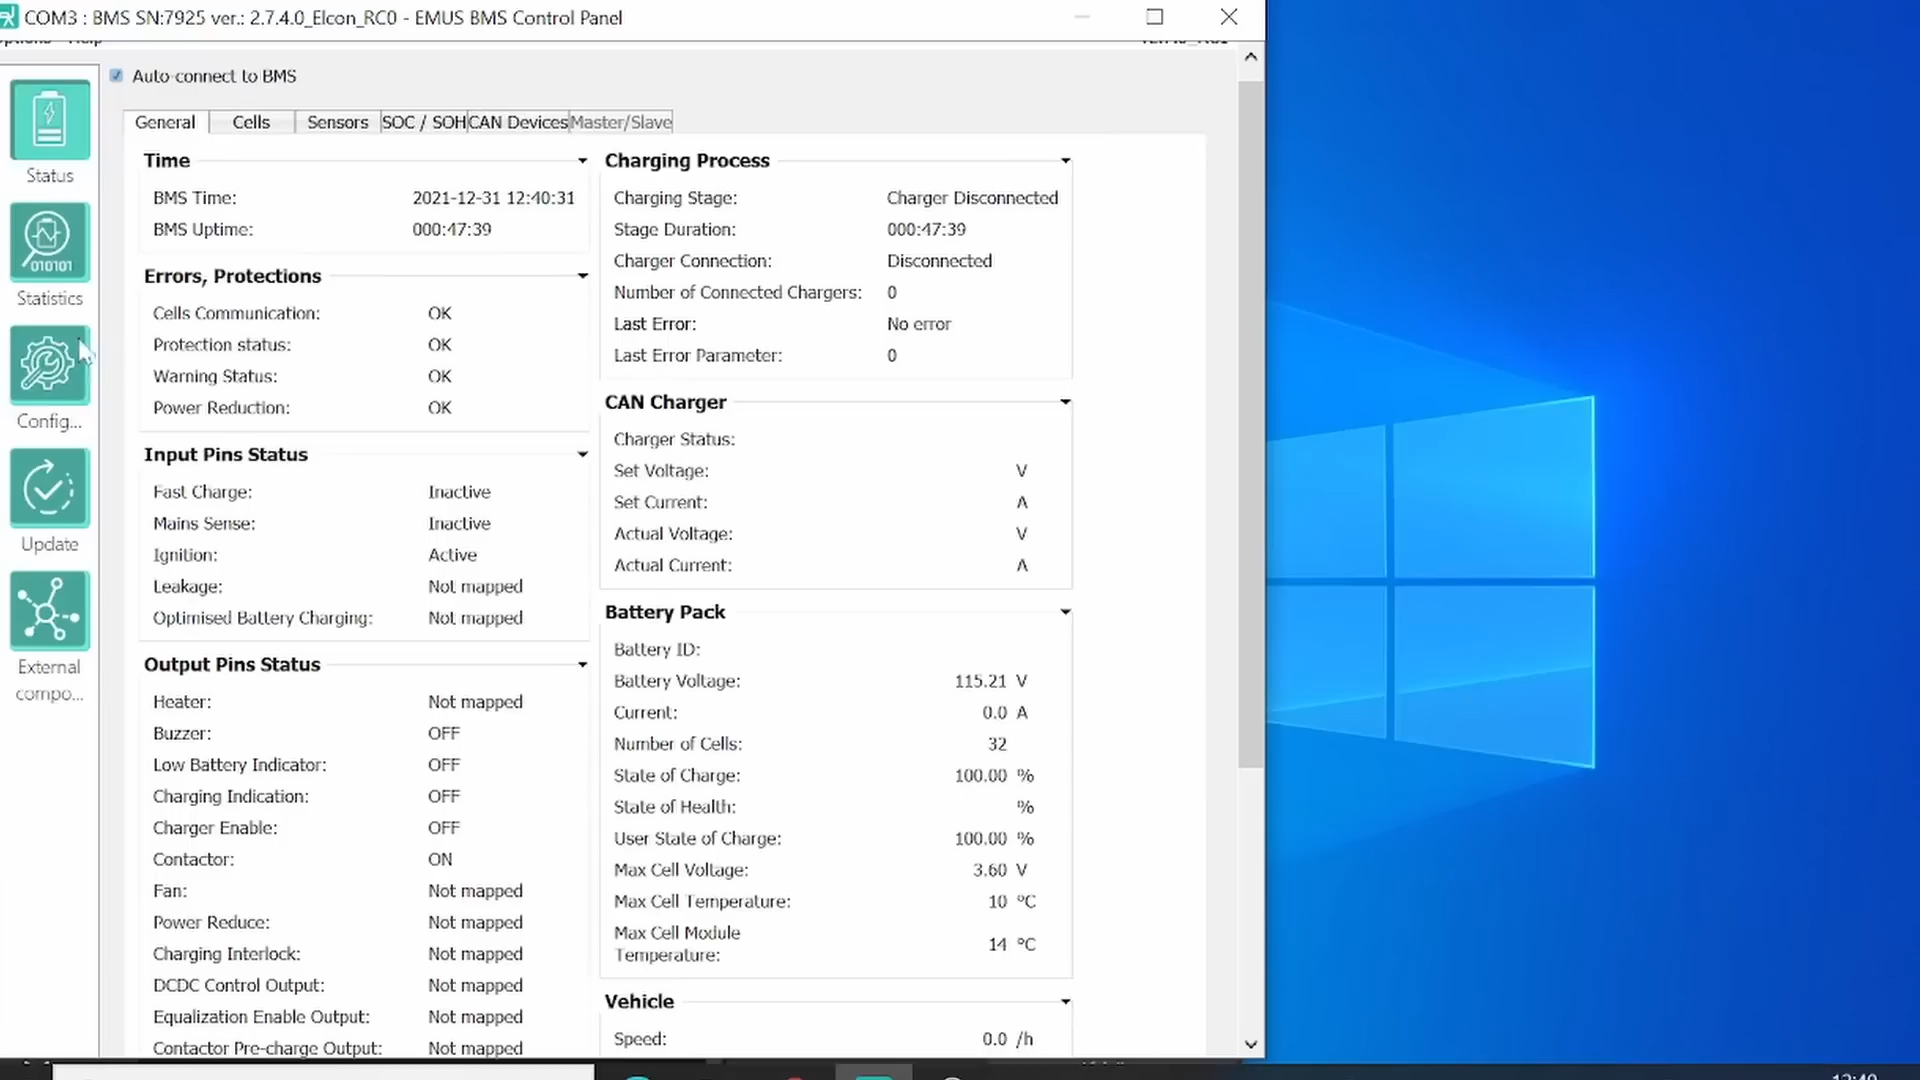 COM3 : BMS SN:7925 ver.: 2.7.4.0_Elcon_RC0 - EMUS BMS Control Panel
Auto-connect to BMS
General
Cells
Sensors
SOC / SOH
CAN Devices
Master/Slave
Status
Statistics
Config...
Update
External
compo...
010101
Time
BMS Time: 2021-12-31 12:40:31
BMS Uptime: 000:47:39
Errors, Protections
Cells Communication: OK
Protection status: OK
Warning Status: OK
Power Reduction: OK
Input Pins Status
Fast Charge: Inactive
Mains Sense: Inactive
Ignition: Active
Leakage: Not mapped
Optimised Battery Charging: Not mapped
Output Pins Status
Heater: Not mapped
Buzzer: OFF
Low Battery Indicator: OFF
Charging Indication: OFF
Charger Enable: OFF
Contactor: ON
Fan: Not mapped
Power Reduce: Not mapped
Charging Interlock: Not mapped
DCDC Control Output: Not mapped
Equalization Enable Output: Not mapped
Contactor Pre-charge Output: Not mapped
Charging Process
Charging Stage: Charger Disconnected
Stage Duration: 000:47:39
Charger Connection: Disconnected
Number of Connected Chargers: 0
Last Error: No error
Last Error Parameter: 0
CAN Charger
Charger Status:
Set Voltage: V
Set Current: A
Actual Voltage: V
Actual Current: A
Battery Pack
Battery ID:
Battery Voltage: 115.21 V
Current: 0.0 A
Number of Cells: 32
State of Charge: 100.00 %
State of Health: %
User State of Charge: 100.00 %
Max Cell Voltage: 3.60 V
Max Cell Temperature: 10 °C
Max Cell Module
Temperature: 14 °C
Vehicle
Speed: 0.0 /h